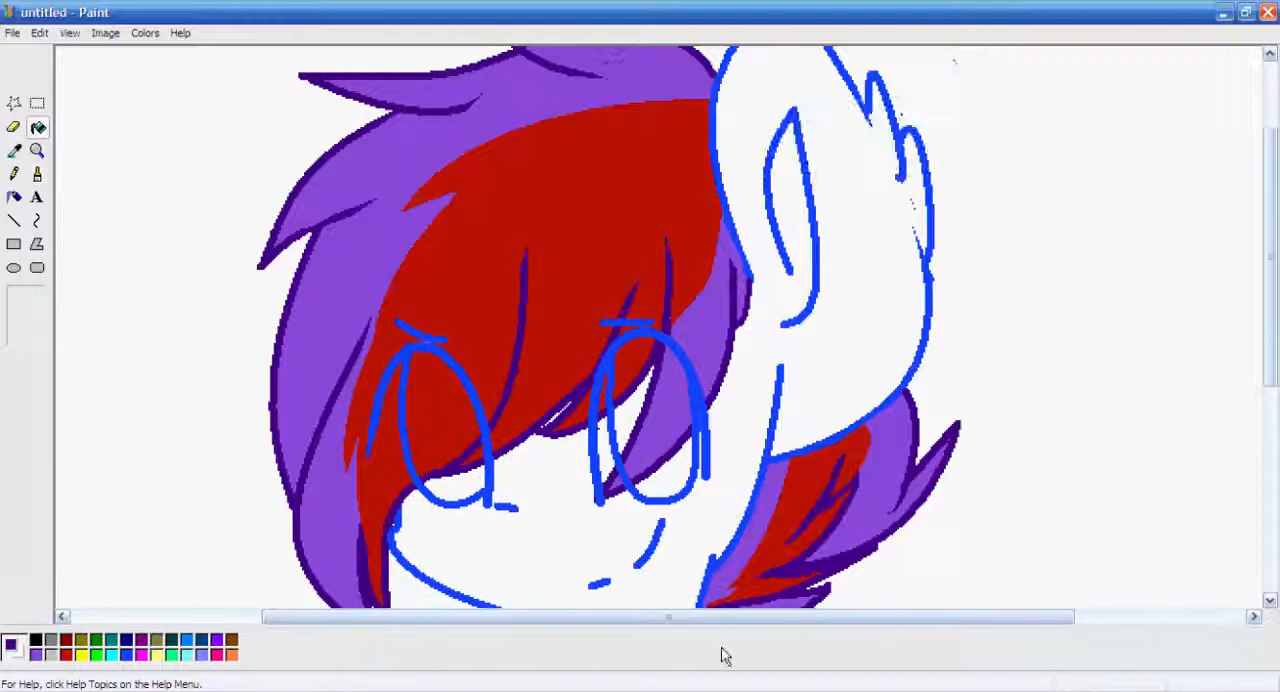 untitled - Paint
File Edit View Image Colors Help
A
For Help, click Help Topics on the Help Menu.